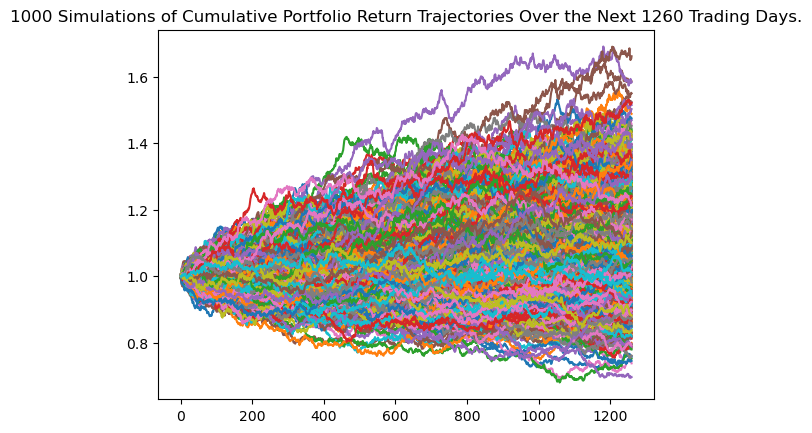 1000 Simulations of Cumulative Portfolio Return Trajectories Over the Next 1260 Trading Days.
1.6
1.4
1.2
1.0
0.8
0 200 400 600 800 1000 1200